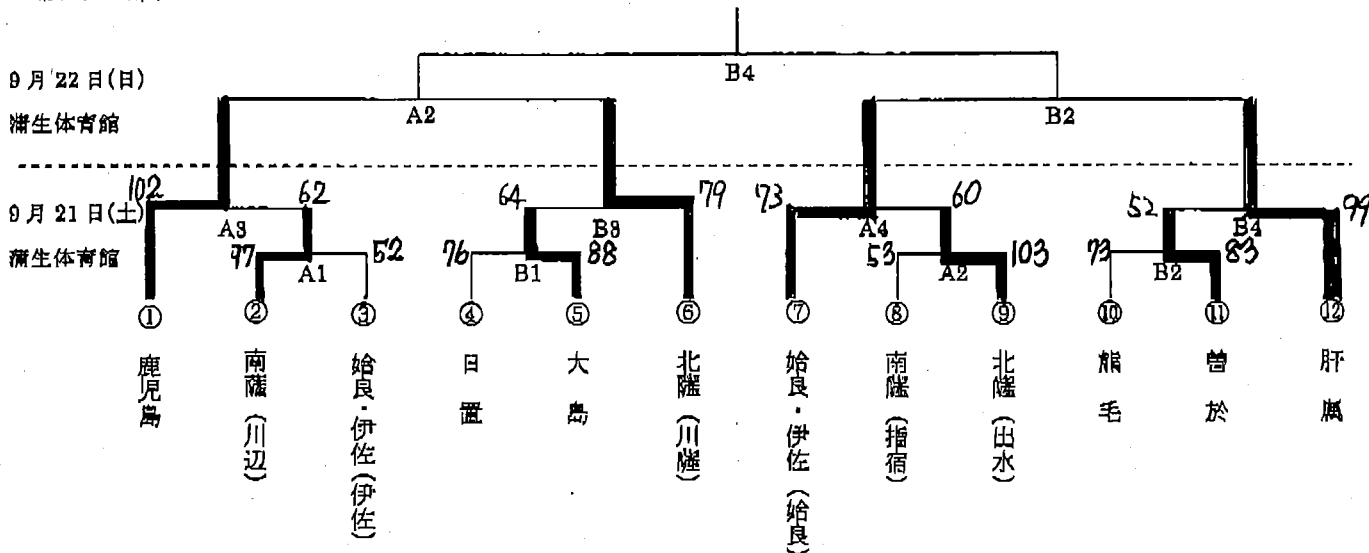 B4
9月22日(日)
蒲生体育館
A2
B2
102
62
64
79
73
60
52
99
9月21日(土)
A3
B3
A4
B4
蒲生体育館
97
52
76
88
53
103
73
83
A1
B1
A2
B2
①
②
③
④
⑤
⑥
⑦
⑧
⑨
⑩
⑪
⑫
鹿児島
南薩(川辺)
姶良・伊佐(伊佐)
日置
大島
北薩(川薩)
姶良・伊佐(姶良)
南薩(指宿)
北薩(出水)
熊毛
曽於
肝属